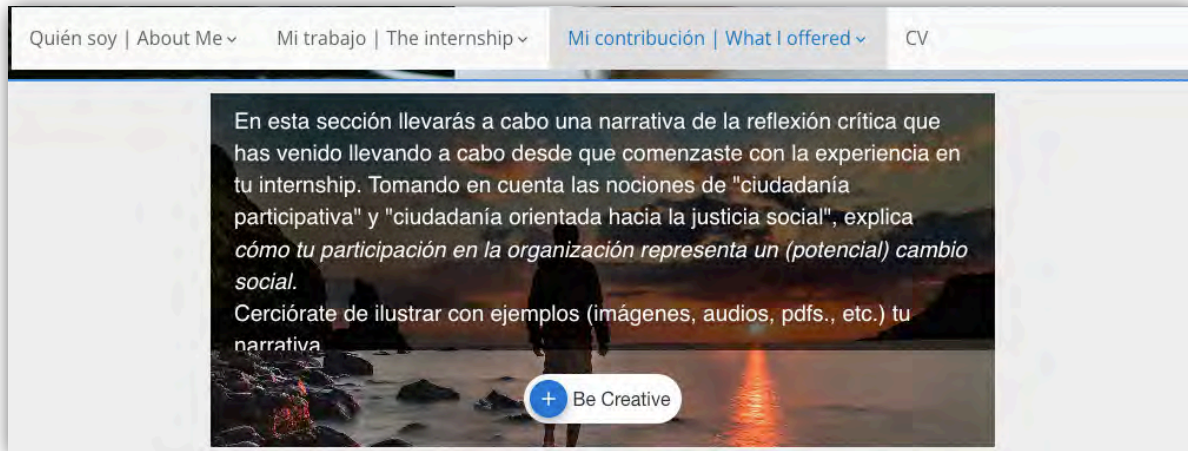 Quién soy | About Me Mi trabajo | The internship Mi contribución | What I offered CV
En esta sección llevarás a cabo una narrativa de la reflexión crítica que
has venido llevando a cabo desde que comenzaste con la experiencia en
tu internship. Tomando en cuenta las nociones de "ciudadanía
participativa" y "ciudadanía orientada hacia la justicia social", explica
cómo tu participación en la organización representa un (potencial) cambio
social.
Cerciórate de ilustrar con ejemplos (imágenes, audios, pdfs., etc.) tu
narrativa
+ Be Creative